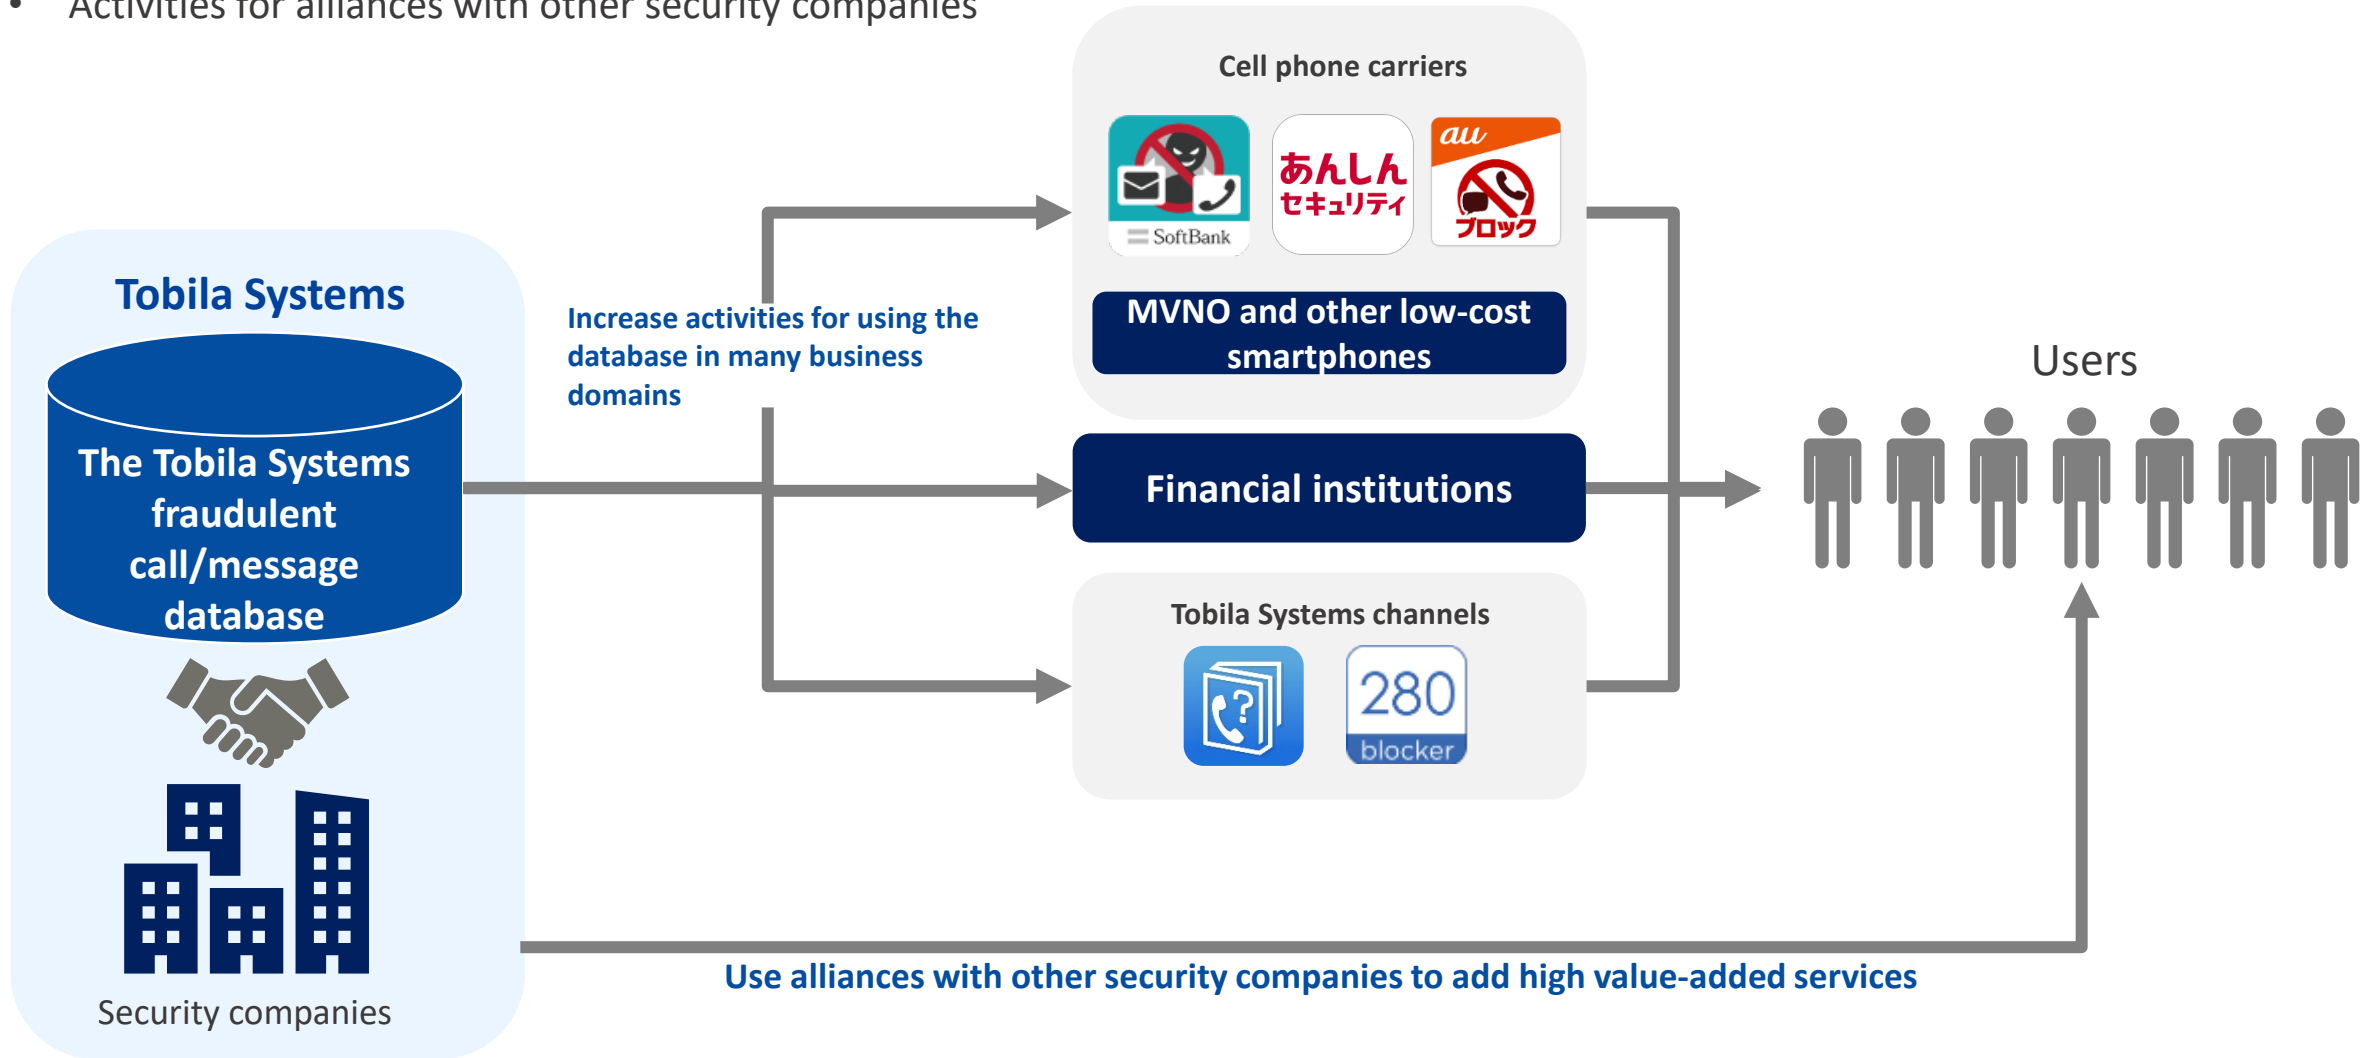 • Activities for alliances with other security companies
Cell phone carriers
SoftBank
あんしん
セキュリティ
au
ブロック
MVNO and other low-cost
smartphones
Tobila Systems
The Tobila Systems
fraudulent
call/message
database
Increase activities for using the
database in many business
domains
Financial institutions
Users
Tobila Systems channels
?
280
blocker
Security companies
Use alliances with other security companies to add high value-added services